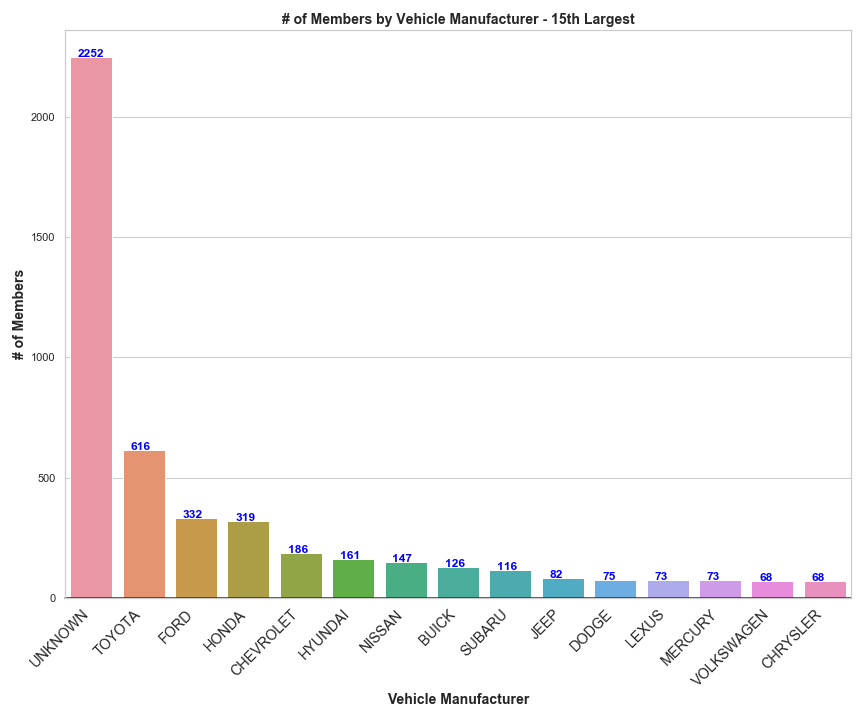 # of Members by Vehicle Manufacturer - 15th Largest
# of Members
2000
1500
1000
500
0
2252
616
332
319
186
161
147
126
116
82
75
73
73
68
68
UNKNOWN
TOYOTA
FORD
HONDA
CHEVROLET
HYUNDAI
NISSAN
BUICK
SUBARU
JEEP
DODGE
LEXUS
MERCURY
VOLKSWAGEN
CHRYSLER
Vehicle Manufacturer